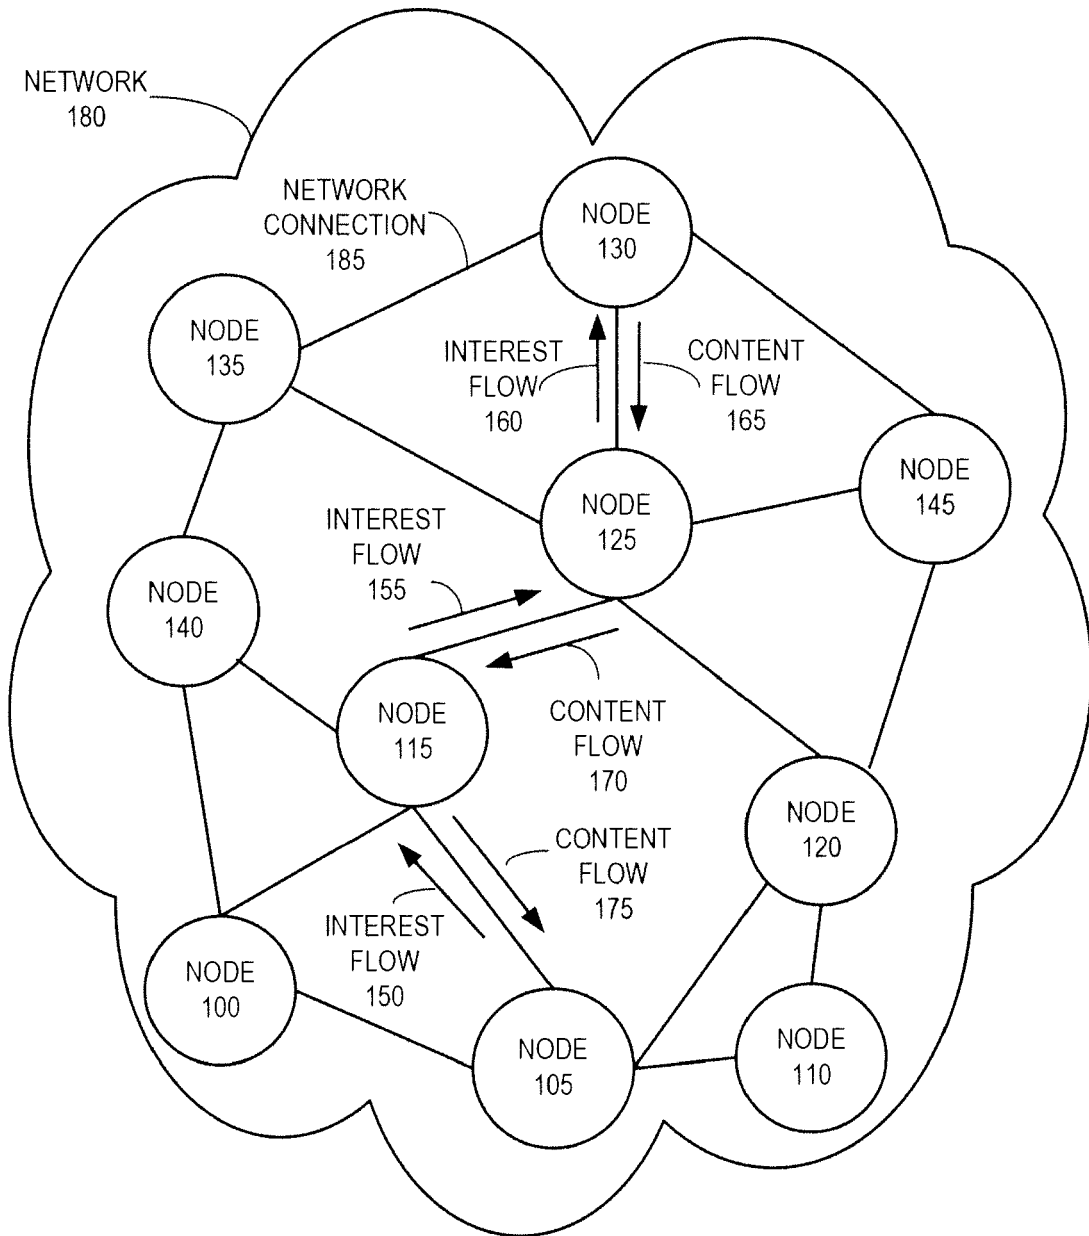 NETWORK
180
NETWORK
CONNECTION
185
NODE
130
NODE
135
INTEREST
FLOW
160
CONTENT
FLOW
165
NODE
145
NODE
125
INTEREST
FLOW
155
NODE
140
NODE
115
CONTENT
FLOW
170
NODE
120
CONTENT
FLOW
175
INTEREST
FLOW
150
NODE
100
NODE
105
NODE
110